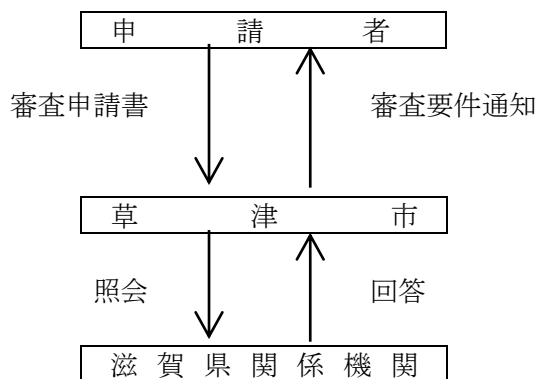 申請者
審査申請書
審査要件通知
草津市
照会
回答
滋賀県関係機関